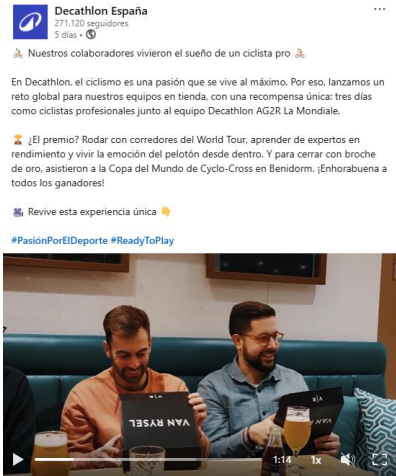 Decathlon España
271.120 seguidores
5 días •
Nuestros colaboradores vivieron el sueño de un ciclista pro
En Decathlon, el ciclismo es una pasión que se vive al máximo. Por eso, lanzamos un
reto global para nuestros equipos en tienda, con una recompensa única: tres días
como ciclistas profesionales junto al equipo Decathlon AG2R La Mondiale.
¿El premio? Rodar con corredores del World Tour, aprender de expertos en
rendimiento y vivir la emoción del pelotón desde dentro. Y para cerrar con broche
de oro, asistieron a la Copa del Mundo de Cyclo-Cross en Benidorm. ¡Enhorabuena a
todos los ganadores!
Revive esta experiencia única
#PasiónPorElDeporte #ReadyToPlay
VAN RYSEL
V|R
V|R
1:14 1x